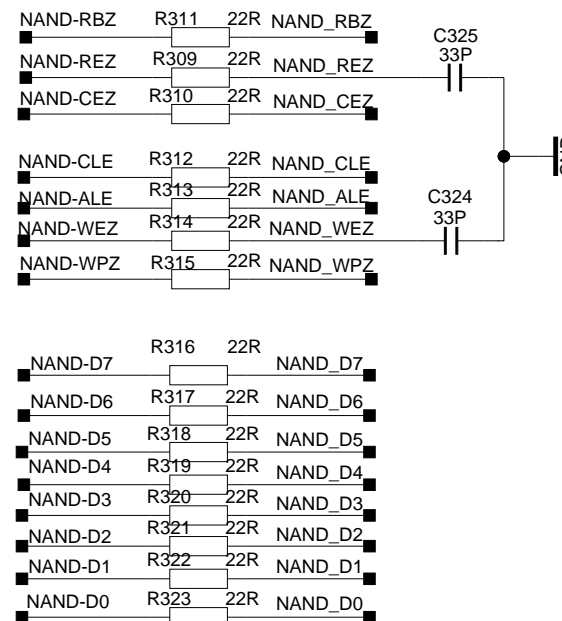 NAND-RBZ R311 22R NAND_RBZ
C325
NAND-REZ R309 22R NAND_REZ 33P
NAND-CEZ R310 22R NAND_CEZ
GND
NAND-CLE R312 22R NAND_CLE
NAND-ALE R313 22R NAND_ALE C324
NAND-WEZ R314 22R NAND_WEZ 33P
NAND-WPZ R315 22R NAND_WPZ
R316 22R
NAND-D7 NAND_D7
NAND-D6 R317 22R NAND_D6
NAND-D5 R318 22R NAND_D5
NAND-D4 R319 22R NAND_D4
NAND-D3 R320 22R NAND_D3
NAND-D2 R321 22R NAND_D2
NAND-D1 R322 22R NAND_D1
NAND-D0 R323 22R NAND_D0